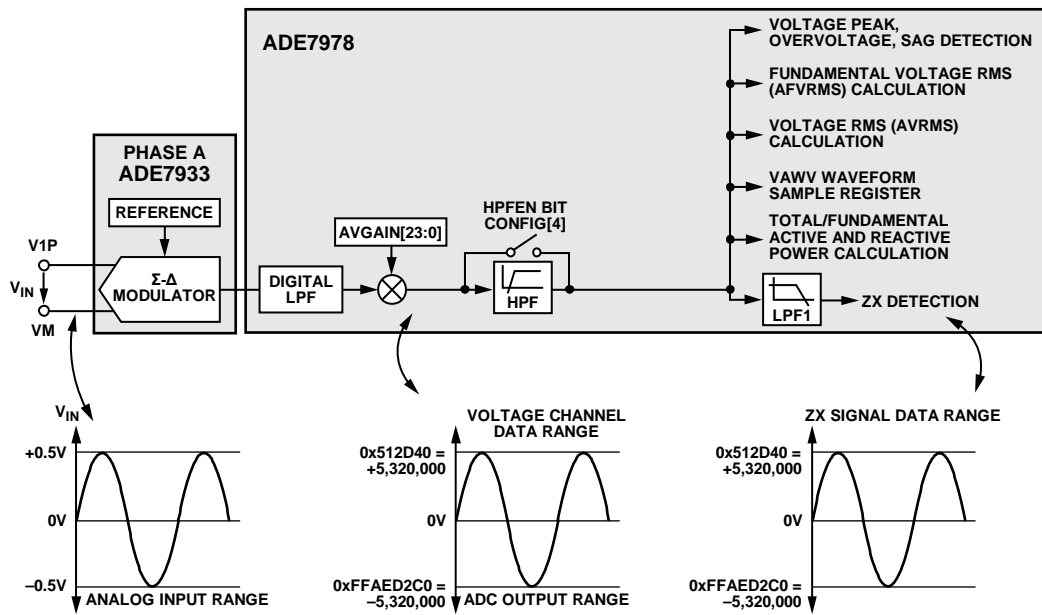 ADE7978
VOLTAGE PEAK,
OVERVOLTAGE, SAG DETECTION
FUNDAMENTAL VOLTAGE RMS
(AFVRMS) CALCULATION
VOLTAGE RMS (AVRMS)
CALCULATION
VAWV WAVEFORM
SAMPLE REGISTER
TOTAL/FUNDAMENTAL
ACTIVE AND REACTIVE
POWER CALCULATION
PHASE A
ADE7933
REFERENCE
V1P
VIN
VM
Σ-Δ
MODULATOR
DIGITAL
LPF
AVGAIN[23:0]
HPFEN BIT
CONFIG[4]
HPF
LPF1
ZX DETECTION
VIN
+0.5V
0V
–0.5V
ANALOG INPUT RANGE
VOLTAGE CHANNEL
DATA RANGE
0x512D40 =
+5,320,000
0V
0xFFAED2C0 =
–5,320,000
ADC OUTPUT RANGE
ZX SIGNAL DATA RANGE
0x512D40 =
+5,320,000
0V
0xFFAED2C0 =
–5,320,000